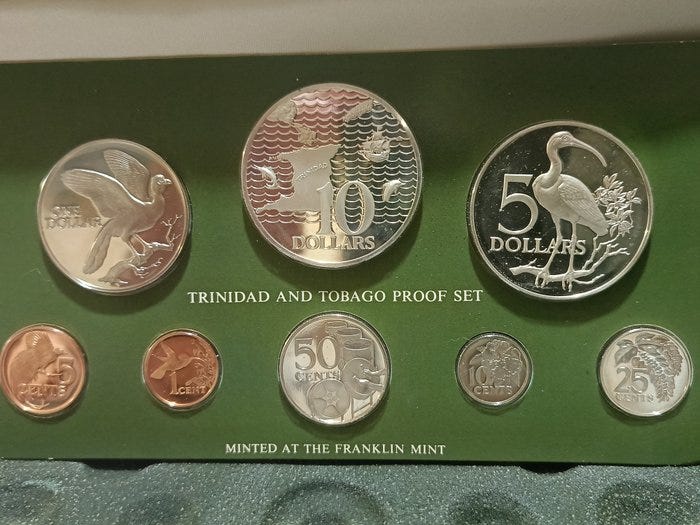 ONE
DOLLAR
TRINIDAD
10
DOLLARS
5
DOLLARS
TRINIDAD AND TOBAGO PROOF SET
5
CENTS
1
CENT
50
CENTS
10
CENTS
25
CENTS
MINTED AT THE FRANKLIN MINT